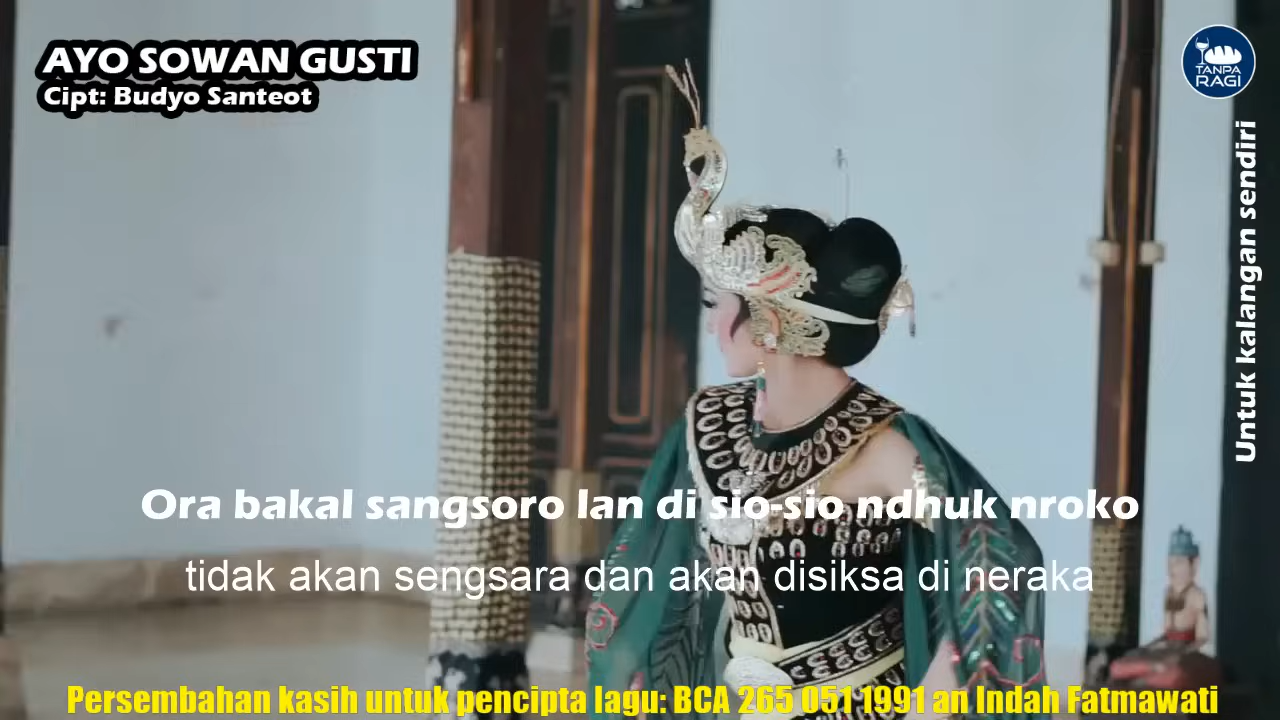 AYO SOWAN GUSTI
Cipt: Budyo Santeot
TANPA
RAGI
Untuk kalangan sendiri
Ora bakal sangsoro lan di sio-sio ndhuk nroko
tidak akan sengsara dan akan disiksa di neraka
Persembahan kasih untuk pencipta lagu: BCA 265 051 1991 an Indah Fatmawati